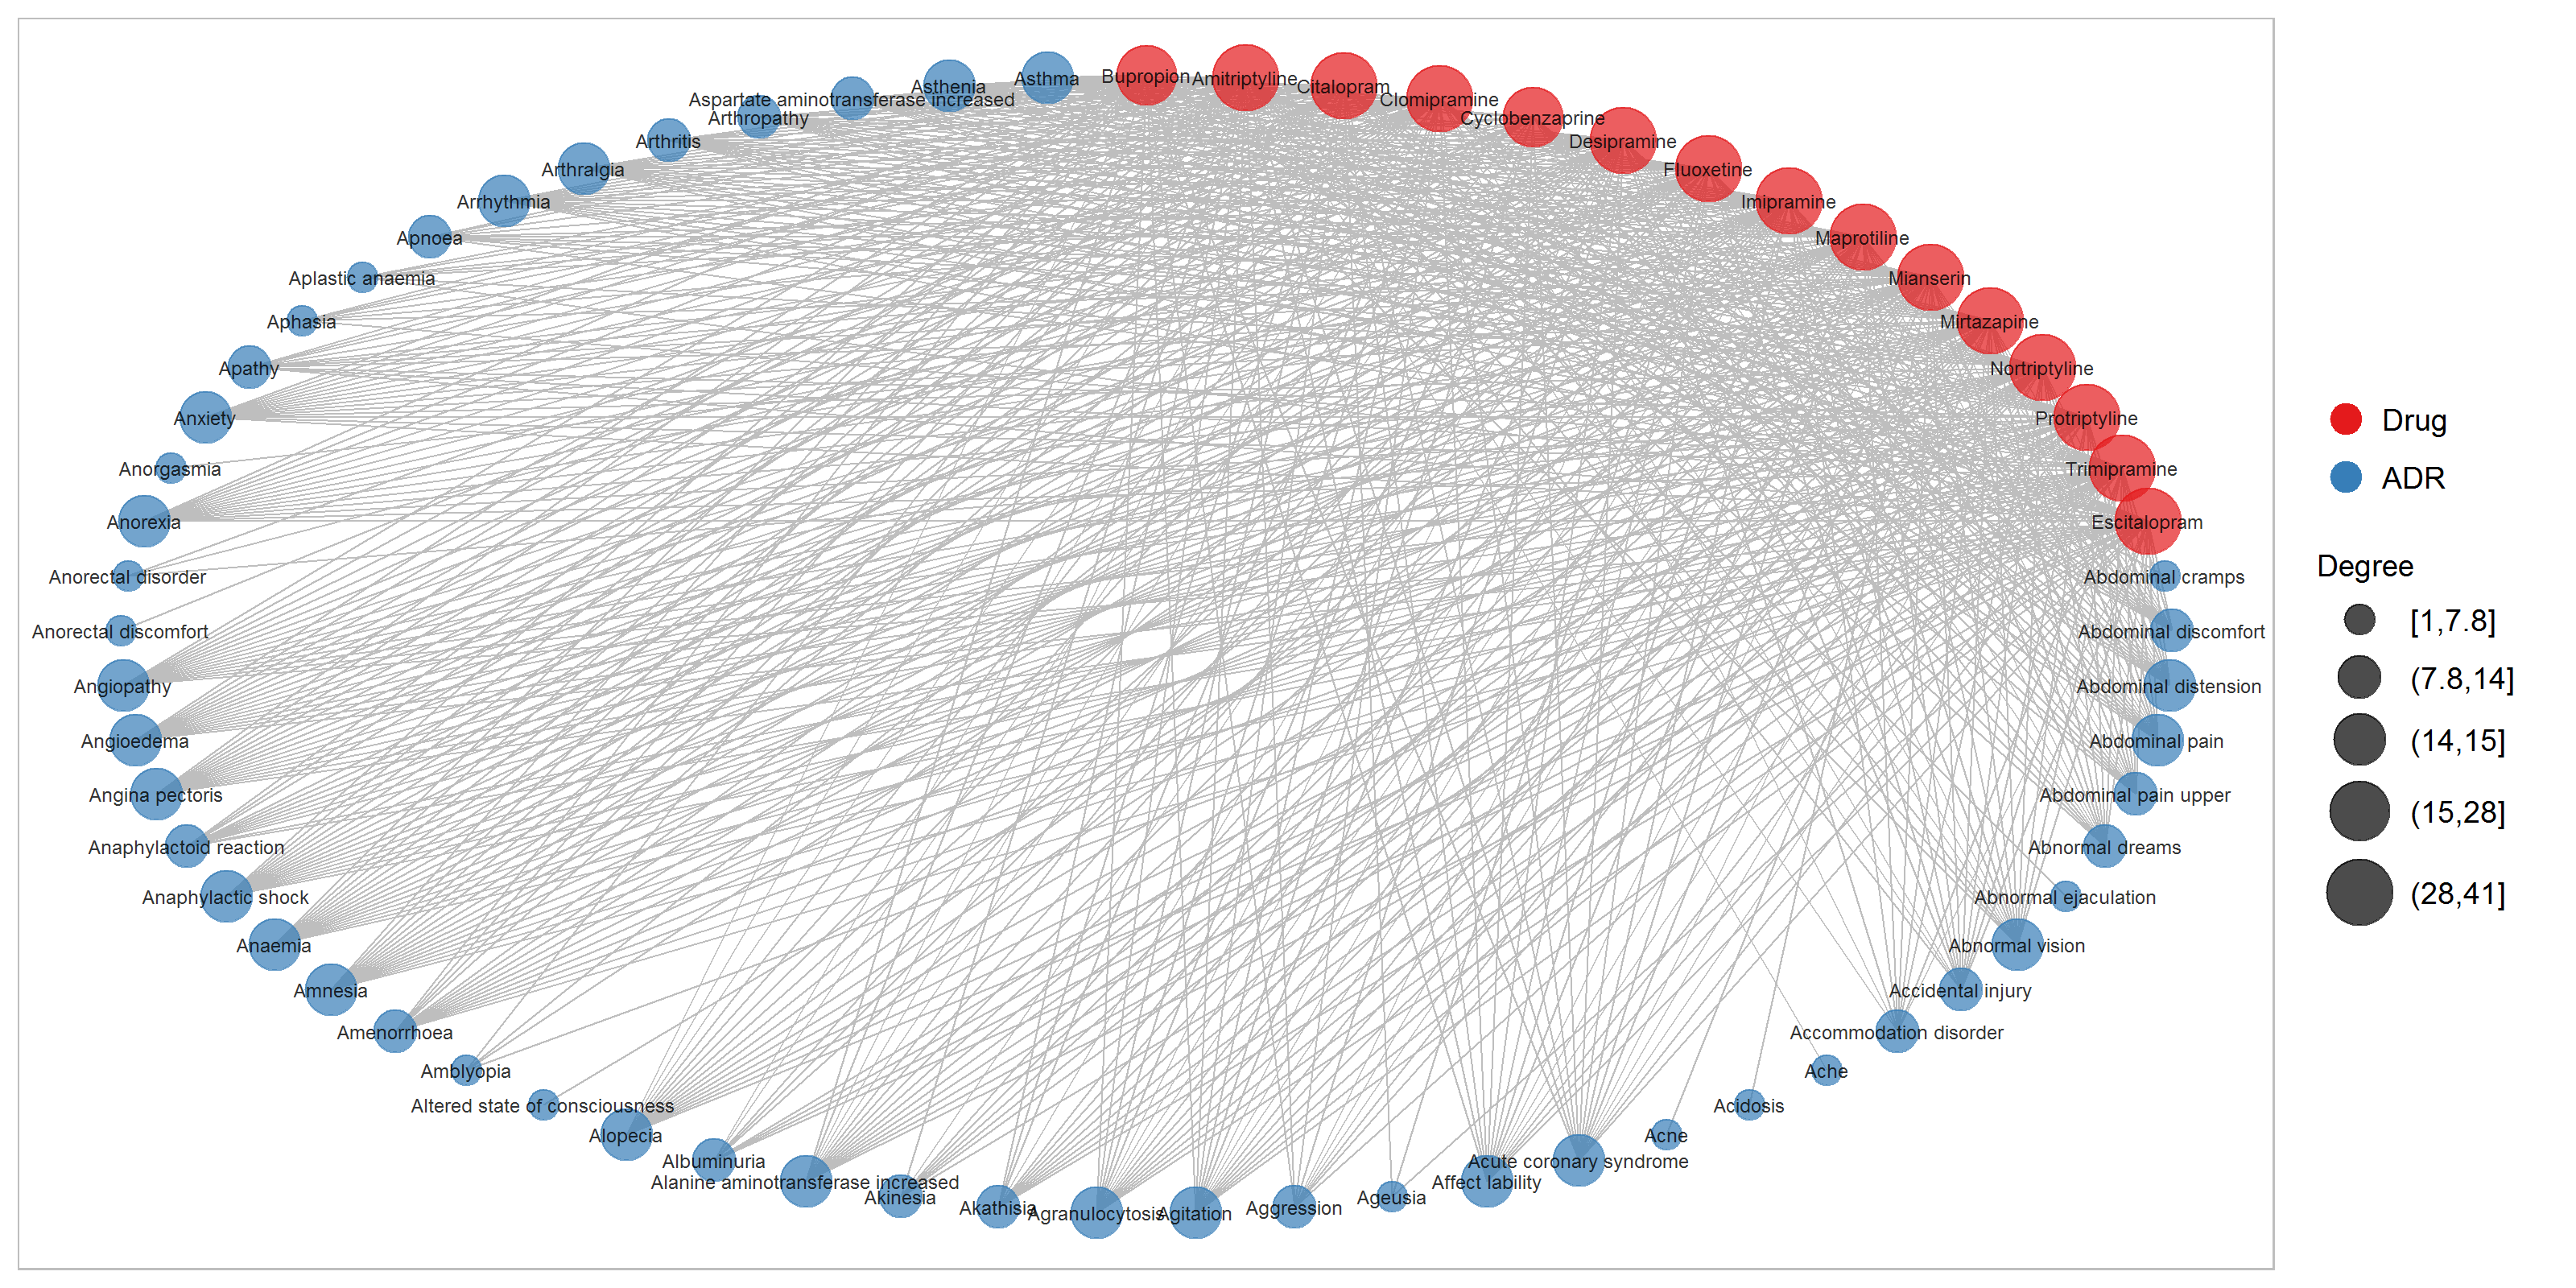 Asthma
Bupropion
Amitriptyline
Citalopram
Clomipramine
Cyclobenzaprine
Desipramine
Fluoxetine
Imipramine
Maprotiline
Mianserin
Mirtazapine
Nortriptyline
Protriptyline
Trimipramine
Escitalopram
Abdominal cramps
Abdominal discomfort
Abdominal distension
Abdominal pain
Abdominal pain upper
Abnormal dreams
Abnormal ejaculation
Abnormal vision
Accidental injury
Accommodation disorder
Ache
Acidosis
Acne
Acute coronary syndrome
Affect lability
Ageusia
Aggression
Agitation
Agranulocytosis
Akathisia
Akinesia
Alanine aminotransferase increased
Albuminuria
Alopecia
Altered state of consciousness
Amblyopia
Amenorrhoea
Amnesia
Anaemia
Anaphylactic shock
Anaphylactoid reaction
Angina pectoris
Angioedema
Angiopathy
Anorectal discomfort
Anorectal disorder
Anorexia
Anorgasmia
Anxiety
Apathy
Aphasia
Aplastic anaemia
Apnoea
Arrhythmia
Arthralgia
Arthritis
Arthropathy
Aspartate aminotransferase increased
Asthenia
Drug
ADR
Degree
[1,7.8]
(7.8,14]
(14,15]
(15,28]
(28,41]